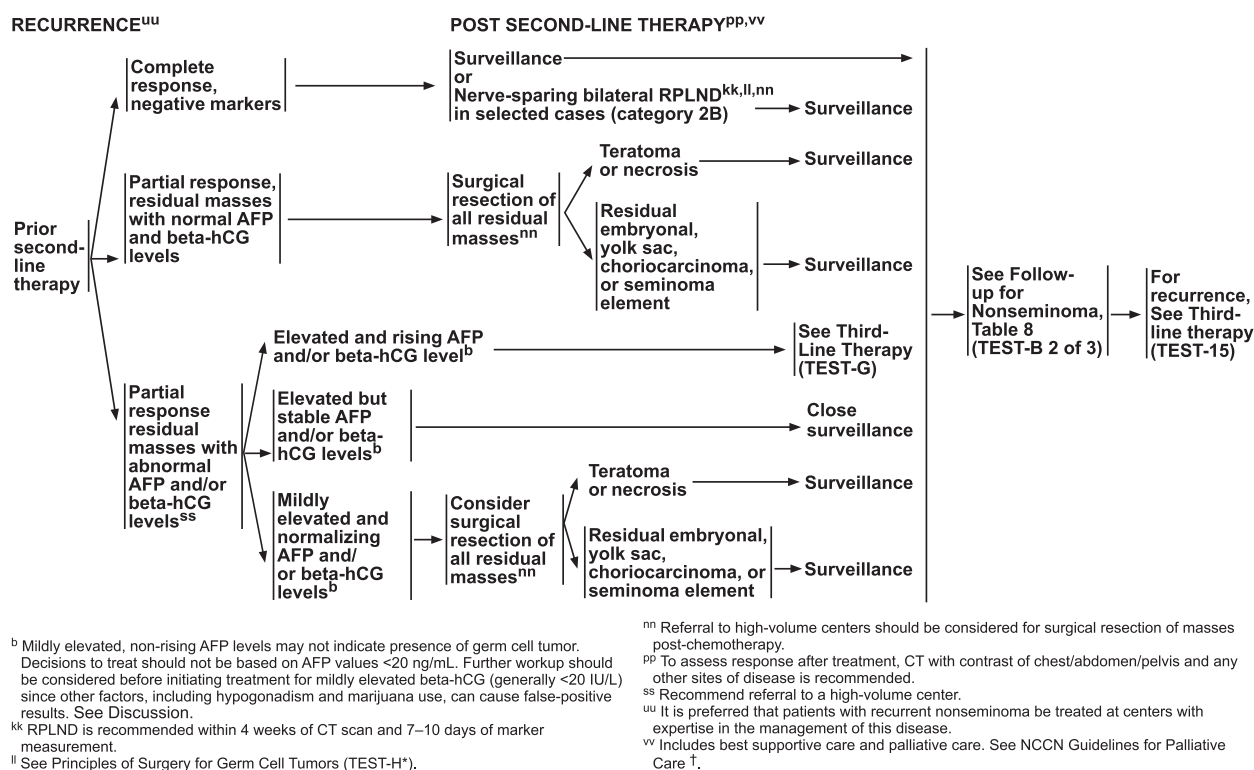 RECURRENCEuu
POST SECOND-LINE THERAPYpp,vv
Prior
second-
line
therapy
Complete
response,
negative markers
Surveillance
or
Nerve-sparing bilateral RPLNDkk,ll,nn
in selected cases (category 2B)
Surveillance
Partial response,
residual masses
with normal AFP
and beta-hCG
levels
Surgical
resection of
all residual
massesnn
Teratoma
or necrosis
Surveillance
Residual
embryonal,
yolk sac,
choriocarcinoma,
or seminoma
element
Surveillance
Partial
response
residual
masses with
abnormal
AFP and/or
beta-hCG
levelsss
Elevated and rising AFP
and/or beta-hCG levelb
See Third-
Line Therapy
(TEST-G)
Elevated but
stable AFP
and/or beta-
hCG levelsb
Close
surveillance
Mildly
elevated and
normalizing
AFP and/
or beta-hCG
levelsb
Consider
surgical
resection of
all residual
massesnn
Teratoma
or necrosis
Surveillance
Residual embryonal,
yolk sac,
choriocarcinoma, or
seminoma element
Surveillance
See Follow-
up for
Nonseminoma,
Table 8
(TEST-B 2 of 3)
For
recurrence,
See Third-
line therapy
(TEST-15)
b Mildly elevated, non-rising AFP levels may not indicate presence of germ cell tumor.
Decisions to treat should not be based on AFP values <20 ng/mL. Further workup should
be considered before initiating treatment for mildly elevated beta-hCG (generally <20 IU/L)
since other factors, including hypogonadism and marijuana use, can cause false-positive
results. See Discussion.
kk RPLND is recommended within 4 weeks of CT scan and 7–10 days of marker
measurement.
ll See Principles of Surgery for Germ Cell Tumors (TEST-H*).
nn Referral to high-volume centers should be considered for surgical resection of masses
post-chemotherapy.
pp To assess response after treatment, CT with contrast of chest/abdomen/pelvis and any
other sites of disease is recommended.
ss Recommend referral to a high-volume center.
uu It is preferred that patients with recurrent nonseminoma be treated at centers with
expertise in the management of this disease.
vv Includes best supportive care and palliative care. See NCCN Guidelines for Palliative
Care †.